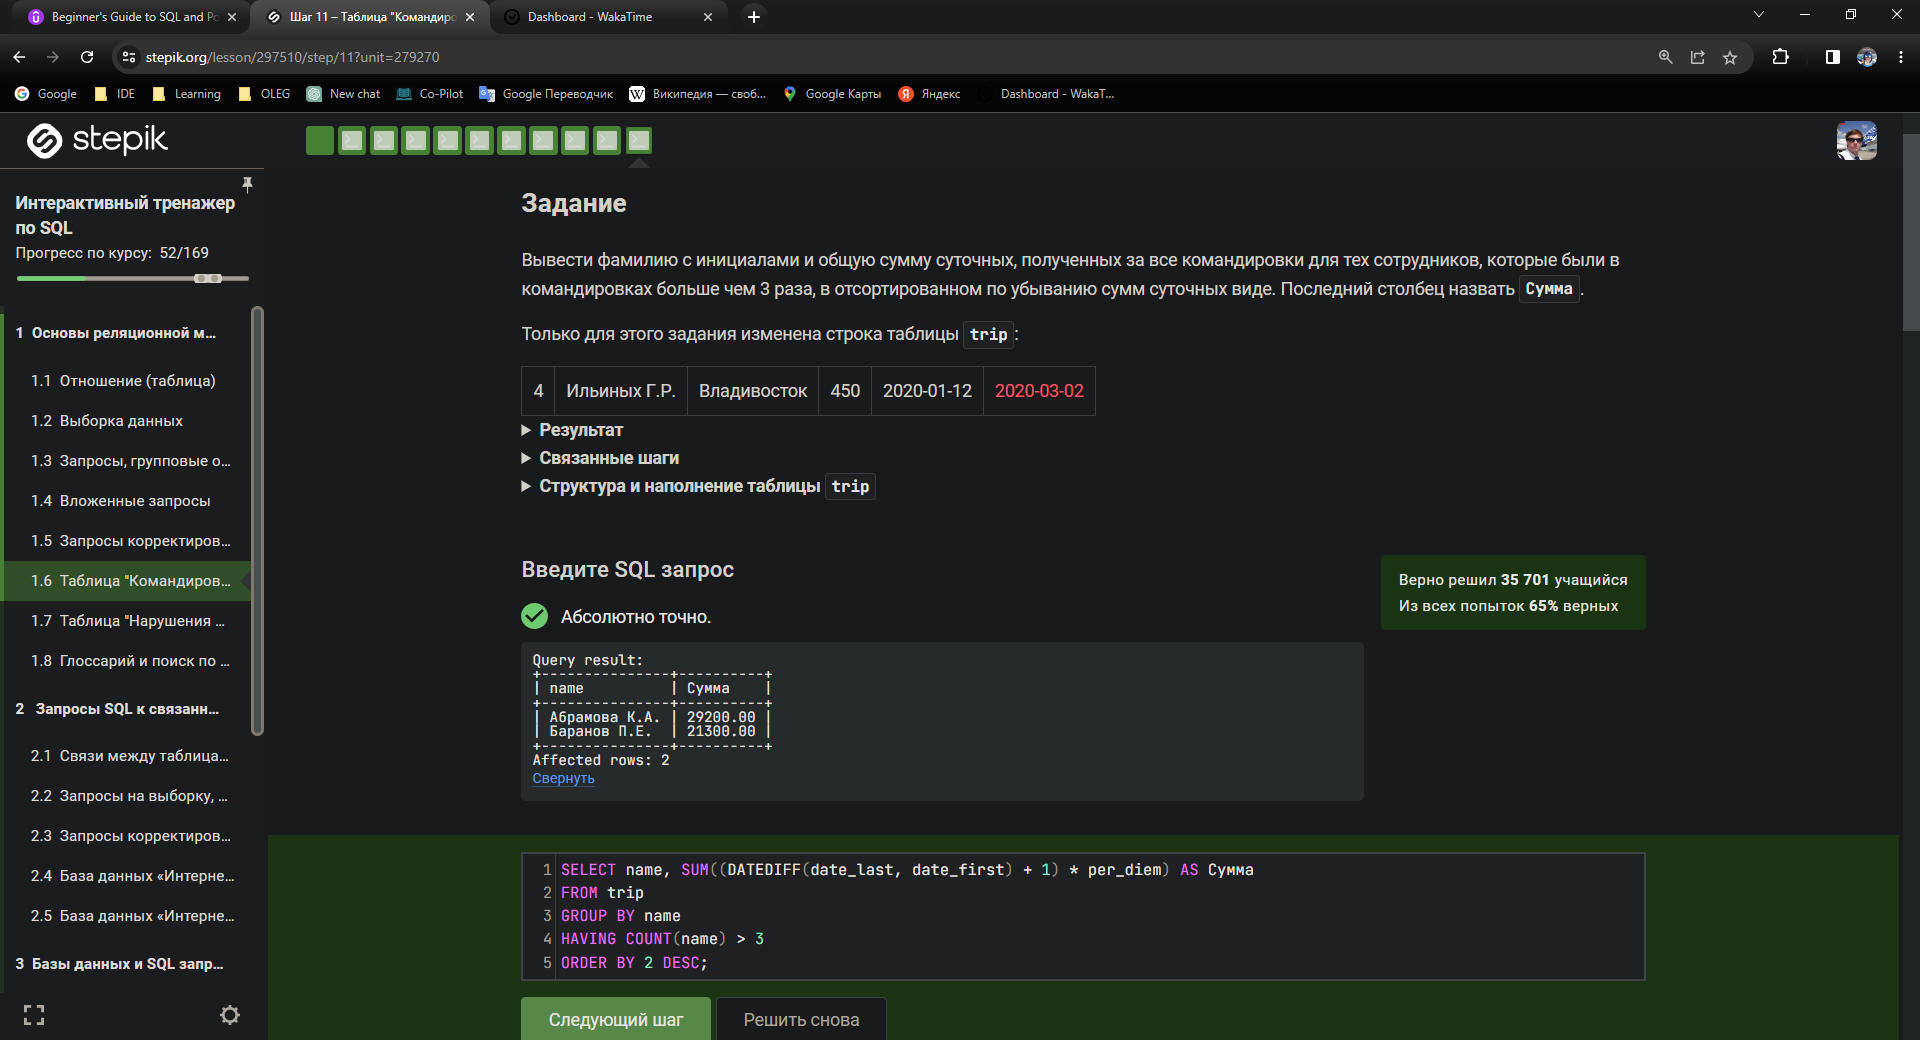 Beginner's Guide to SQL and Po
Шаг 11 – Таблица "Командиро
Dashboard - WakaTime
stepik.org/lesson/297510/step/11?unit=279270
Google
IDE
Learning
OLEG
New chat
Co-Pilot
Google Переводчик
Википедия — своб...
Google Карты
Яндекс
Dashboard - WakaT...
stepik
Интерактивный тренажер
по SQL
Прогресс по курсу: 52/169
1 Основы реляционной м...
1.1 Отношение (таблица)
1.2 Выборка данных
1.3 Запросы, групповые о...
1.4 Вложенные запросы
1.5 Запросы корректиров...
1.6 Таблица "Командиров...
1.7 Таблица "Нарушения ...
1.8 Глоссарий и поиск по ...
2 Запросы SQL к связанн...
2.1 Связи между таблица...
2.2 Запросы на выборку, ...
2.3 Запросы корректиров...
2.4 База данных «Интерне...
2.5 База данных «Интерне...
3 Базы данных и SQL запр...
Задание
Вывести фамилию с инициалами и общую сумму суточных, полученных за все командировки для тех сотрудников, которые были в
командировках больше чем 3 раза, в отсортированном по убыванию сумм суточных виде. Последний столбец назвать Сумма.
Только для этого задания изменена строка таблицы trip:
4 Ильиных Г.Р. Владивосток 450 2020-01-12 2020-03-02
Результат
Связанные шаги
Структура и наполнение таблицы trip
Введите SQL запрос
Абсолютно точно.
Верно решил 35 701 учащийся
Из всех попыток 65% верных
Query result:
+---------------+----------+
| name          | Сумма    |
+---------------+----------+
| Абрамова К.А. | 29200.00 |
| Баранов П.Е.  | 21300.00 |
+---------------+----------+
Affected rows: 2
Свернуть
1 SELECT name, SUM((DATEDIFF(date_last, date_first) + 1) * per_diem) AS Сумма
2 FROM trip
3 GROUP BY name
4 HAVING COUNT(name) > 3
5 ORDER BY 2 DESC;
Следующий шаг
Решить снова